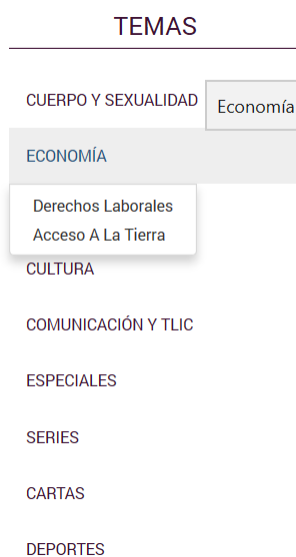 TEMAS
CUERPO Y SEXUALIDAD
Economía
ECONOMÍA
Derechos Laborales
Acceso A La Tierra
CULTURA
COMUNICACIÓN Y TLIC
ESPECIALES
SERIES
CARTAS
DEPORTES